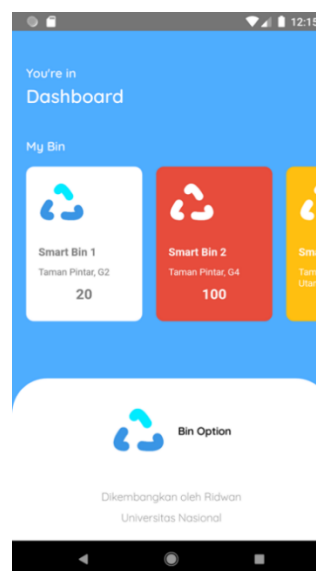 12:15
You're in
Dashboard
My Bin
Smart Bin 1
Taman Pintar, G2
20
Smart Bin 2
Taman Pintar, G4
100
Bin Option
Dikembangkan oleh Ridwan
Universitas Nasional